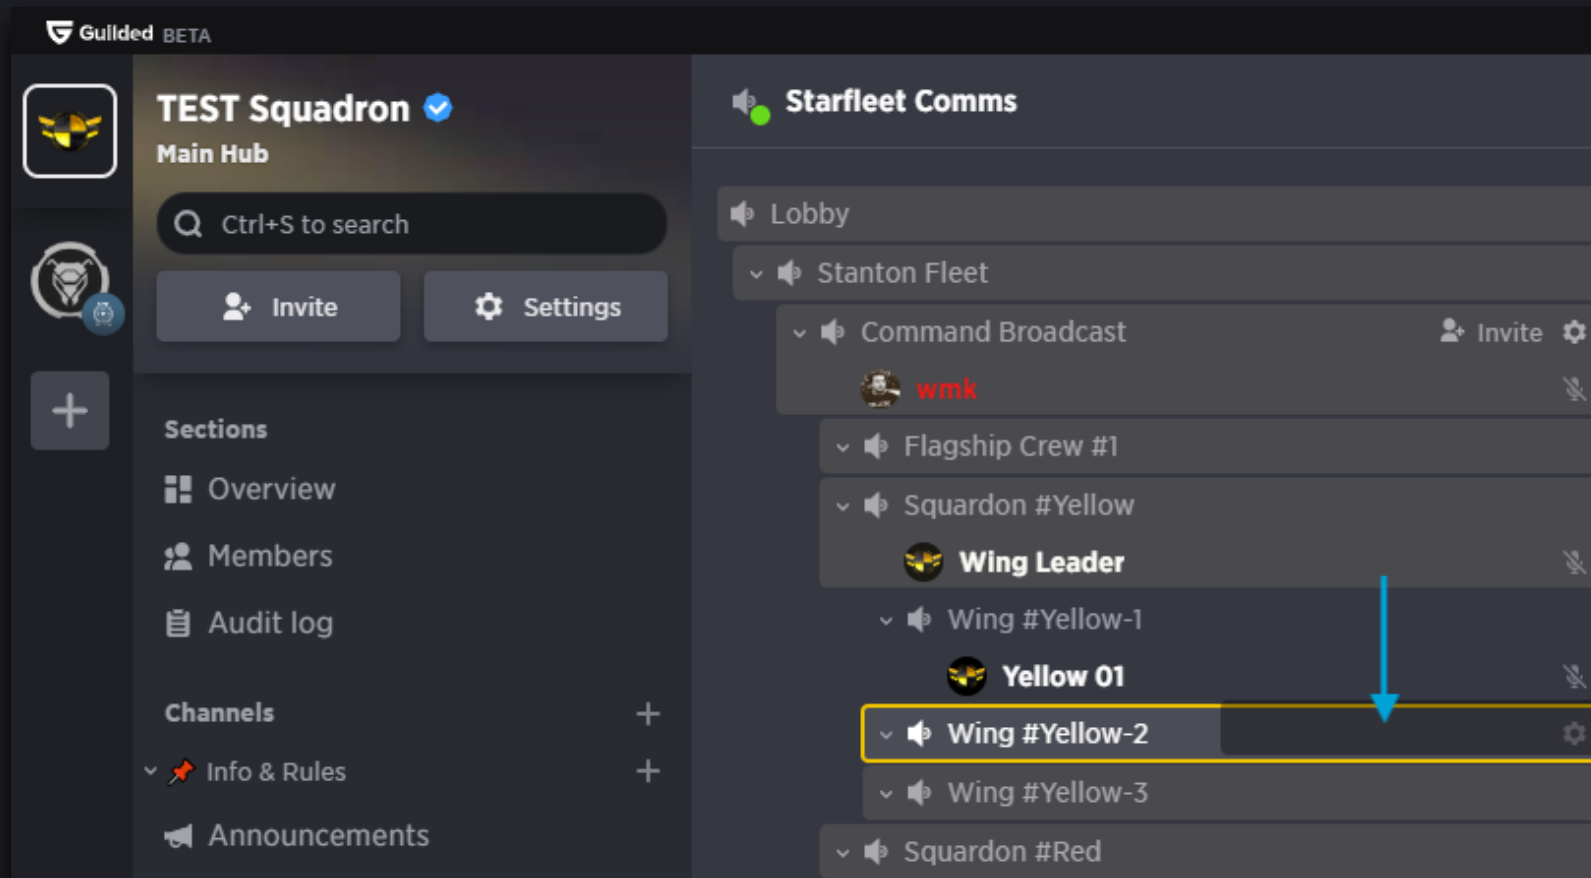 Guilded BETA
TEST Squadron
Main Hub
Ctrl+S to search
Invite
Settings
Sections
Overview
Members
Audit log
Channels
Info & Rules
Announcements
Starfleet Comms
Lobby
Stanton Fleet
Command Broadcast
Invite
wmk
Flagship Crew #1
Squardon #Yellow
Wing Leader
Wing #Yellow-1
Yellow 01
Wing #Yellow-2
Wing #Yellow-3
Squardon #Red